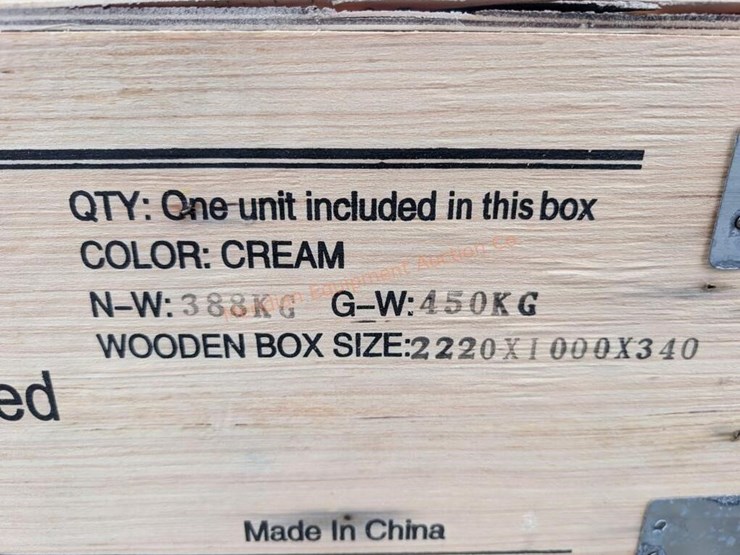 QTY: One unit included in this box
COLOR: CREAM
N-W: 388KG G-W:450KG
WOODEN BOX SIZE:2220X1000X340
ed
Made In China